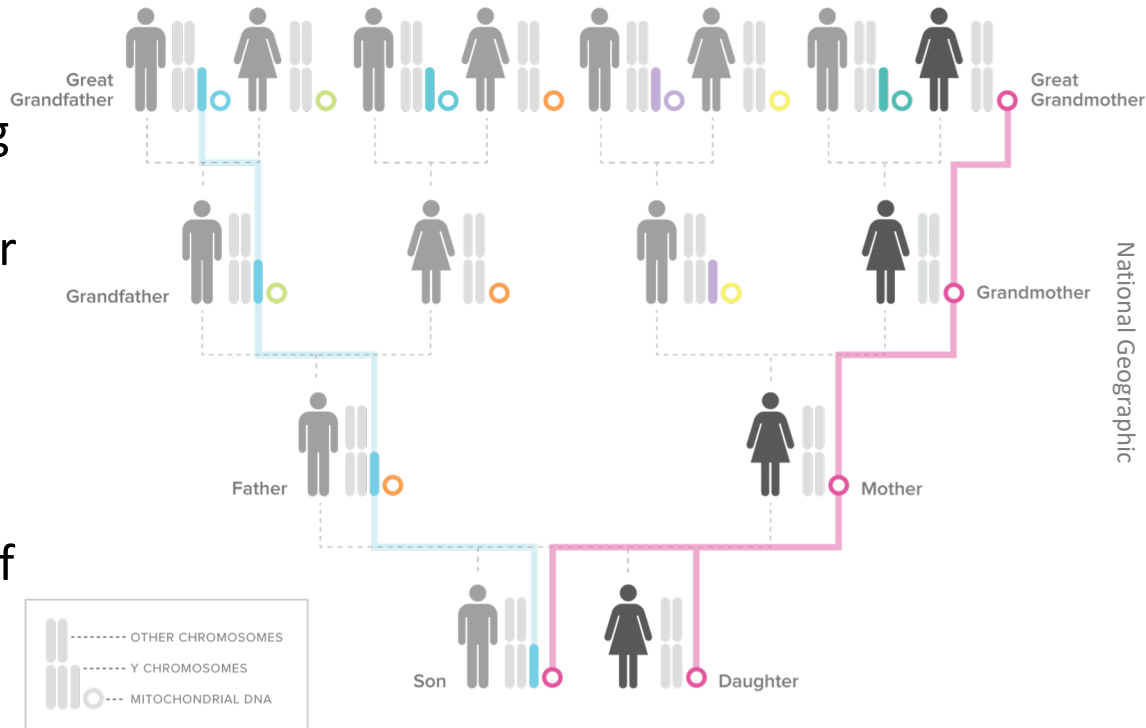 Great
Grandfather
Great
Grandmother
g
r
Grandfather
Grandmother
National Geographic
Father
Mother
f
OTHER CHROMOSOMES
Y CHROMOSOMES
MITOCHONDRIAL DNA
Son
Daughter